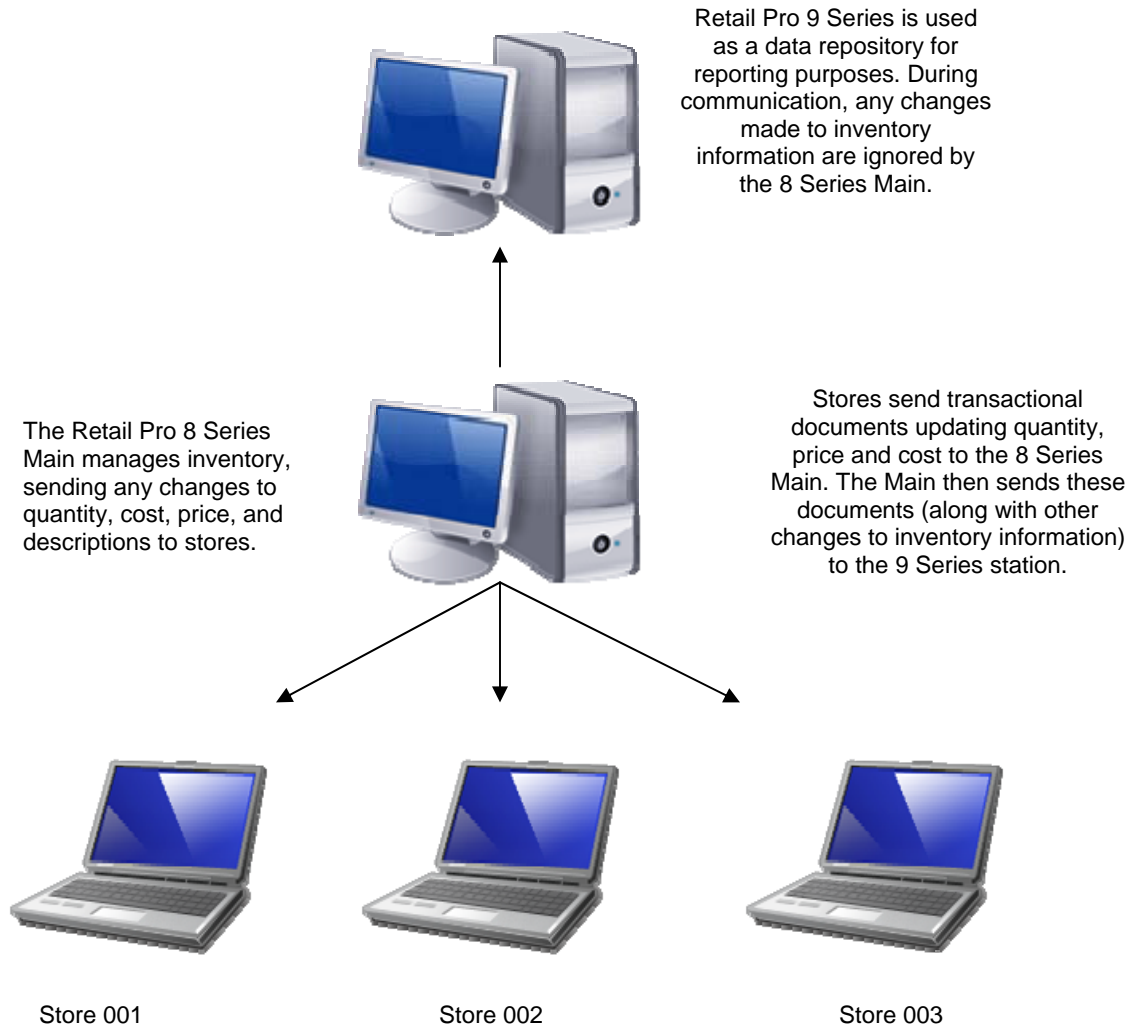 Retail Pro 9 Series is used
as a data repository for
reporting purposes. During
communication, any changes
made to inventory
information are ignored by
the 8 Series Main.
The Retail Pro 8 Series
Main manages inventory,
sending any changes to
quantity, cost, price, and
descriptions to stores.
Stores send transactional
documents updating quantity,
price and cost to the 8 Series
Main. The Main then sends these
documents (along with other
changes to inventory information)
to the 9 Series station.
Store 001
Store 002
Store 003